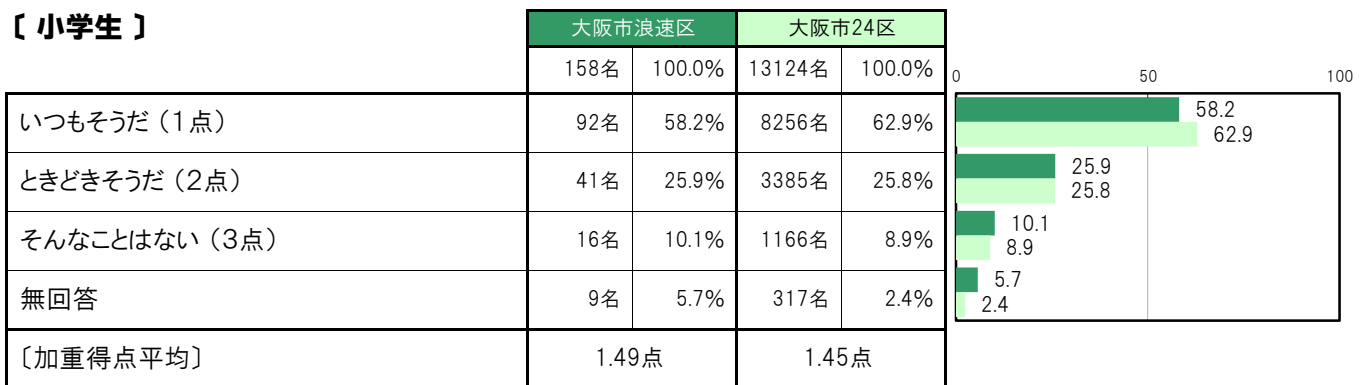 〔 小学生 〕
大阪市浪速区 大阪市24区
158名 100.0% 13124名 100.0%
0 50 100
いつもそうだ（１点） 92名 58.2% 8256名 62.9%
58.2
62.9
ときどきそうだ（２点） 41名 25.9% 3385名 25.8%
25.9
25.8
そんなことはない（３点） 16名 10.1% 1166名 8.9%
10.1
8.9
無回答 9名 5.7% 317名 2.4%
5.7
2.4
〔加重得点平均〕 1.49点 1.45点